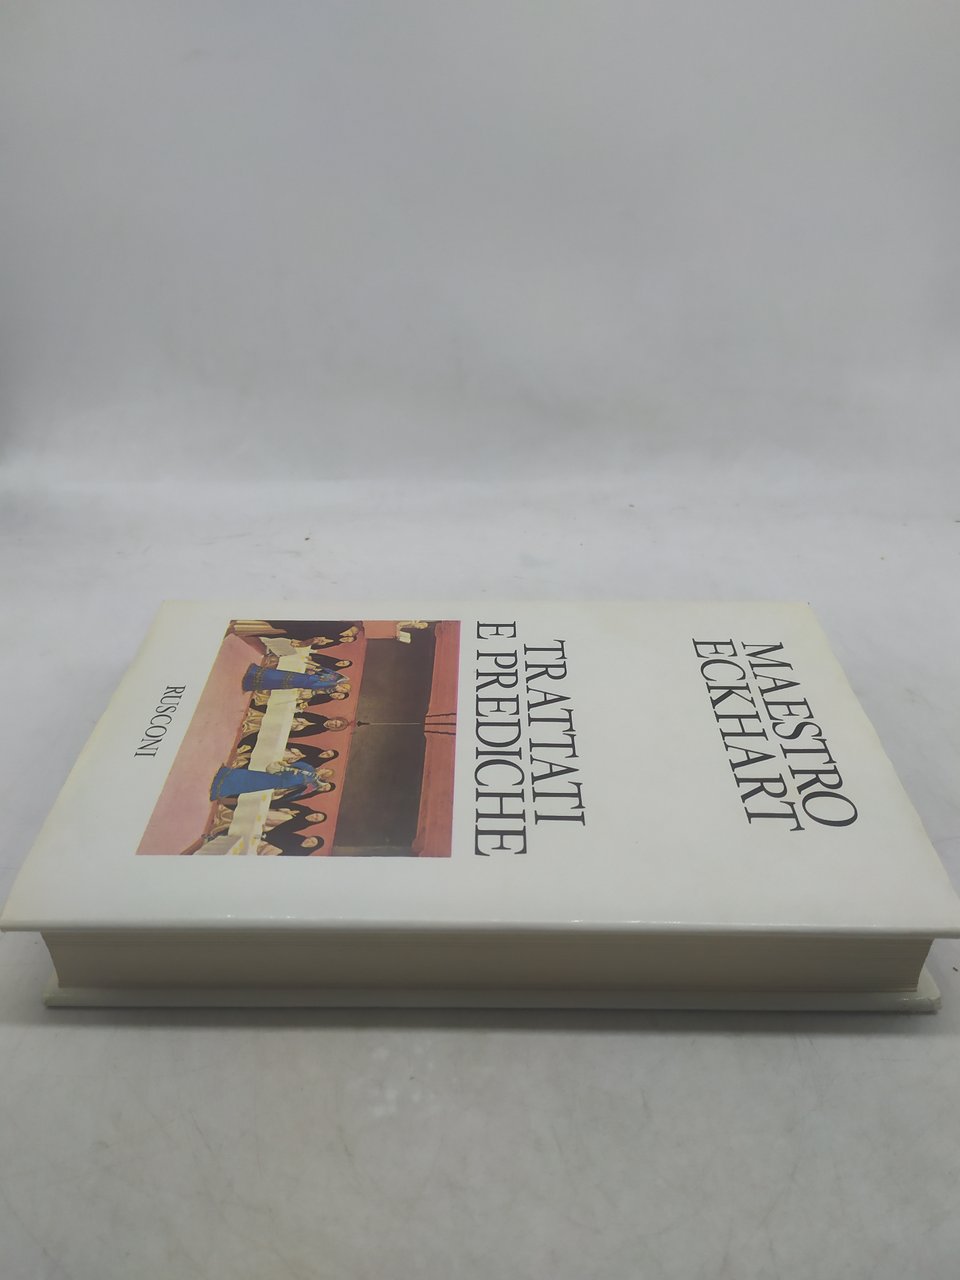 MAESTRO
ECKHART
TRATTATI
E PREDICHE
RUSCONI